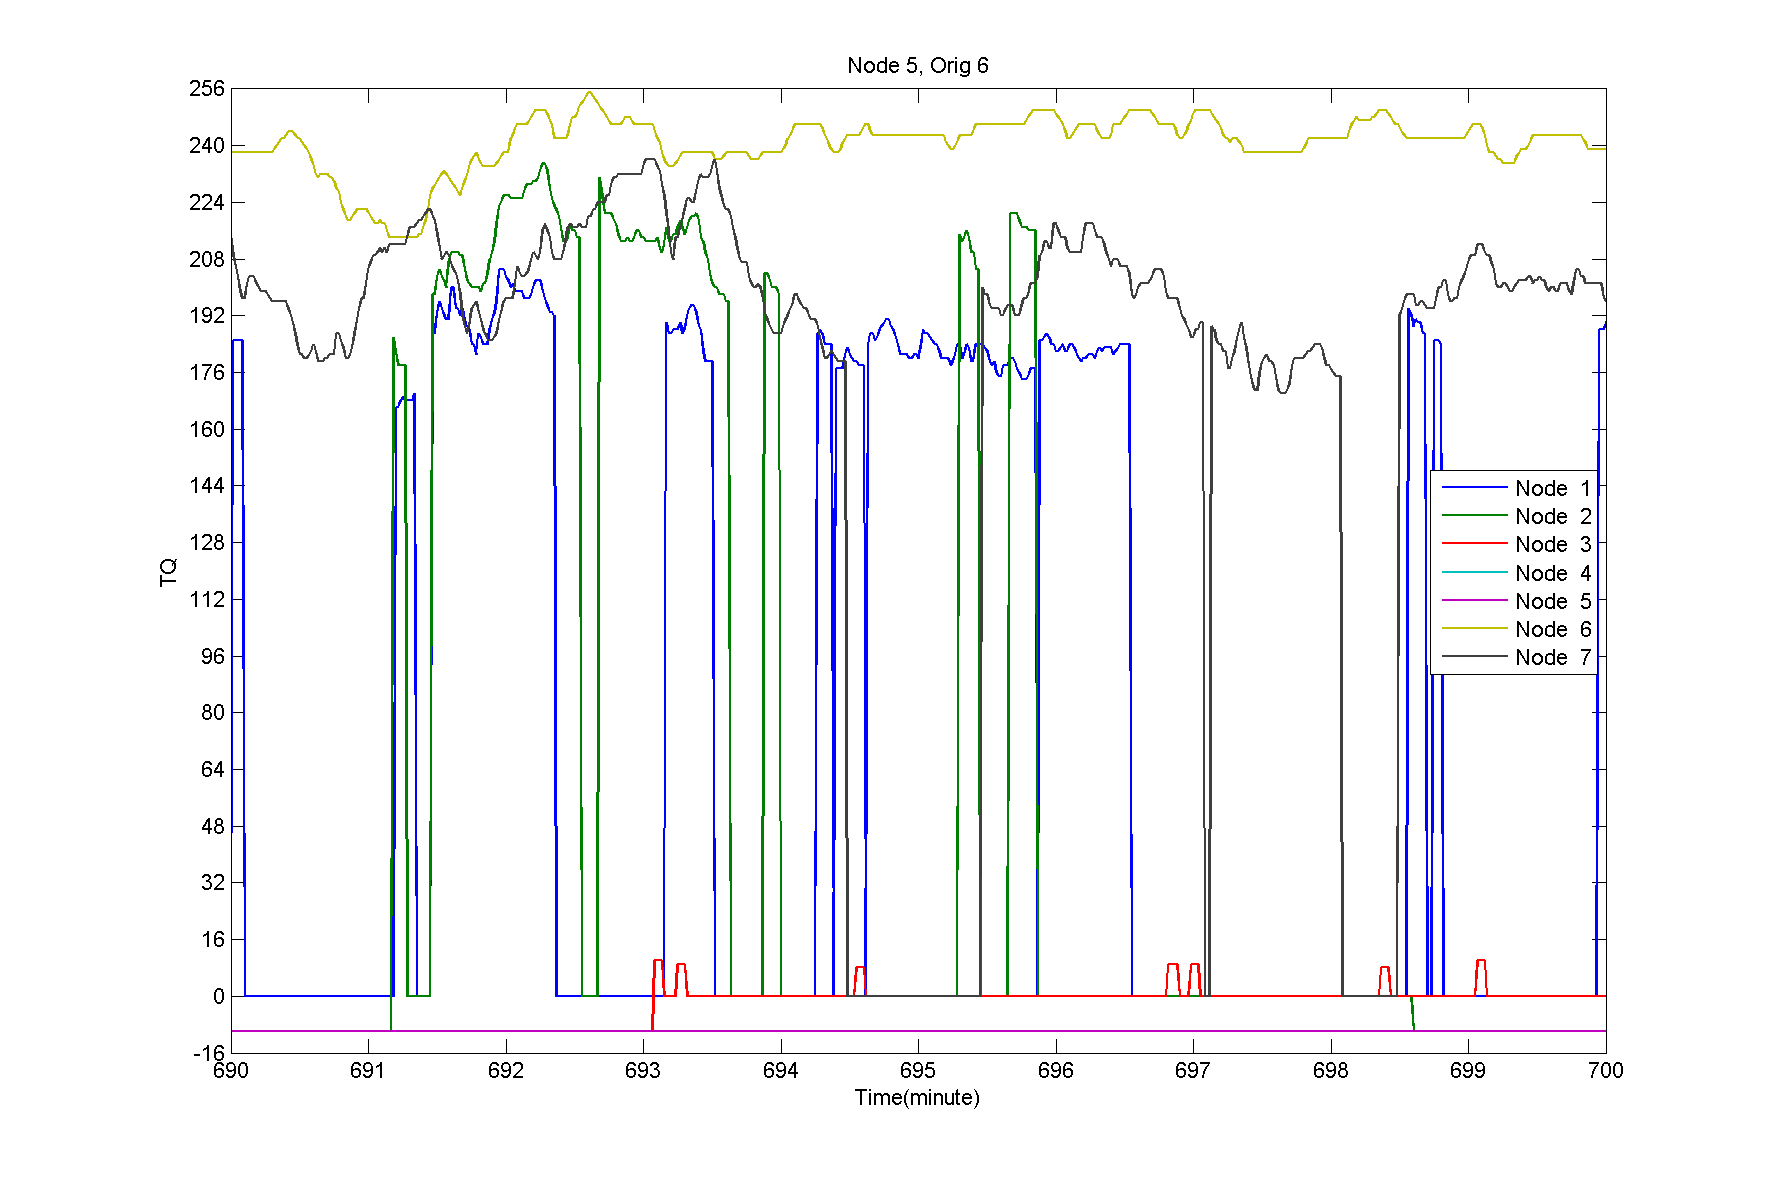 Node 5, Orig 6
256
240
224
208
192
176
160
144
128
112
96
80
64
48
32
16
0
-16
TQ
Node 1
Node 2
Node 3
Node 4
Node 5
Node 6
Node 7
690 691 692 693 694 695 696 697 698 699 700
Time(minute)